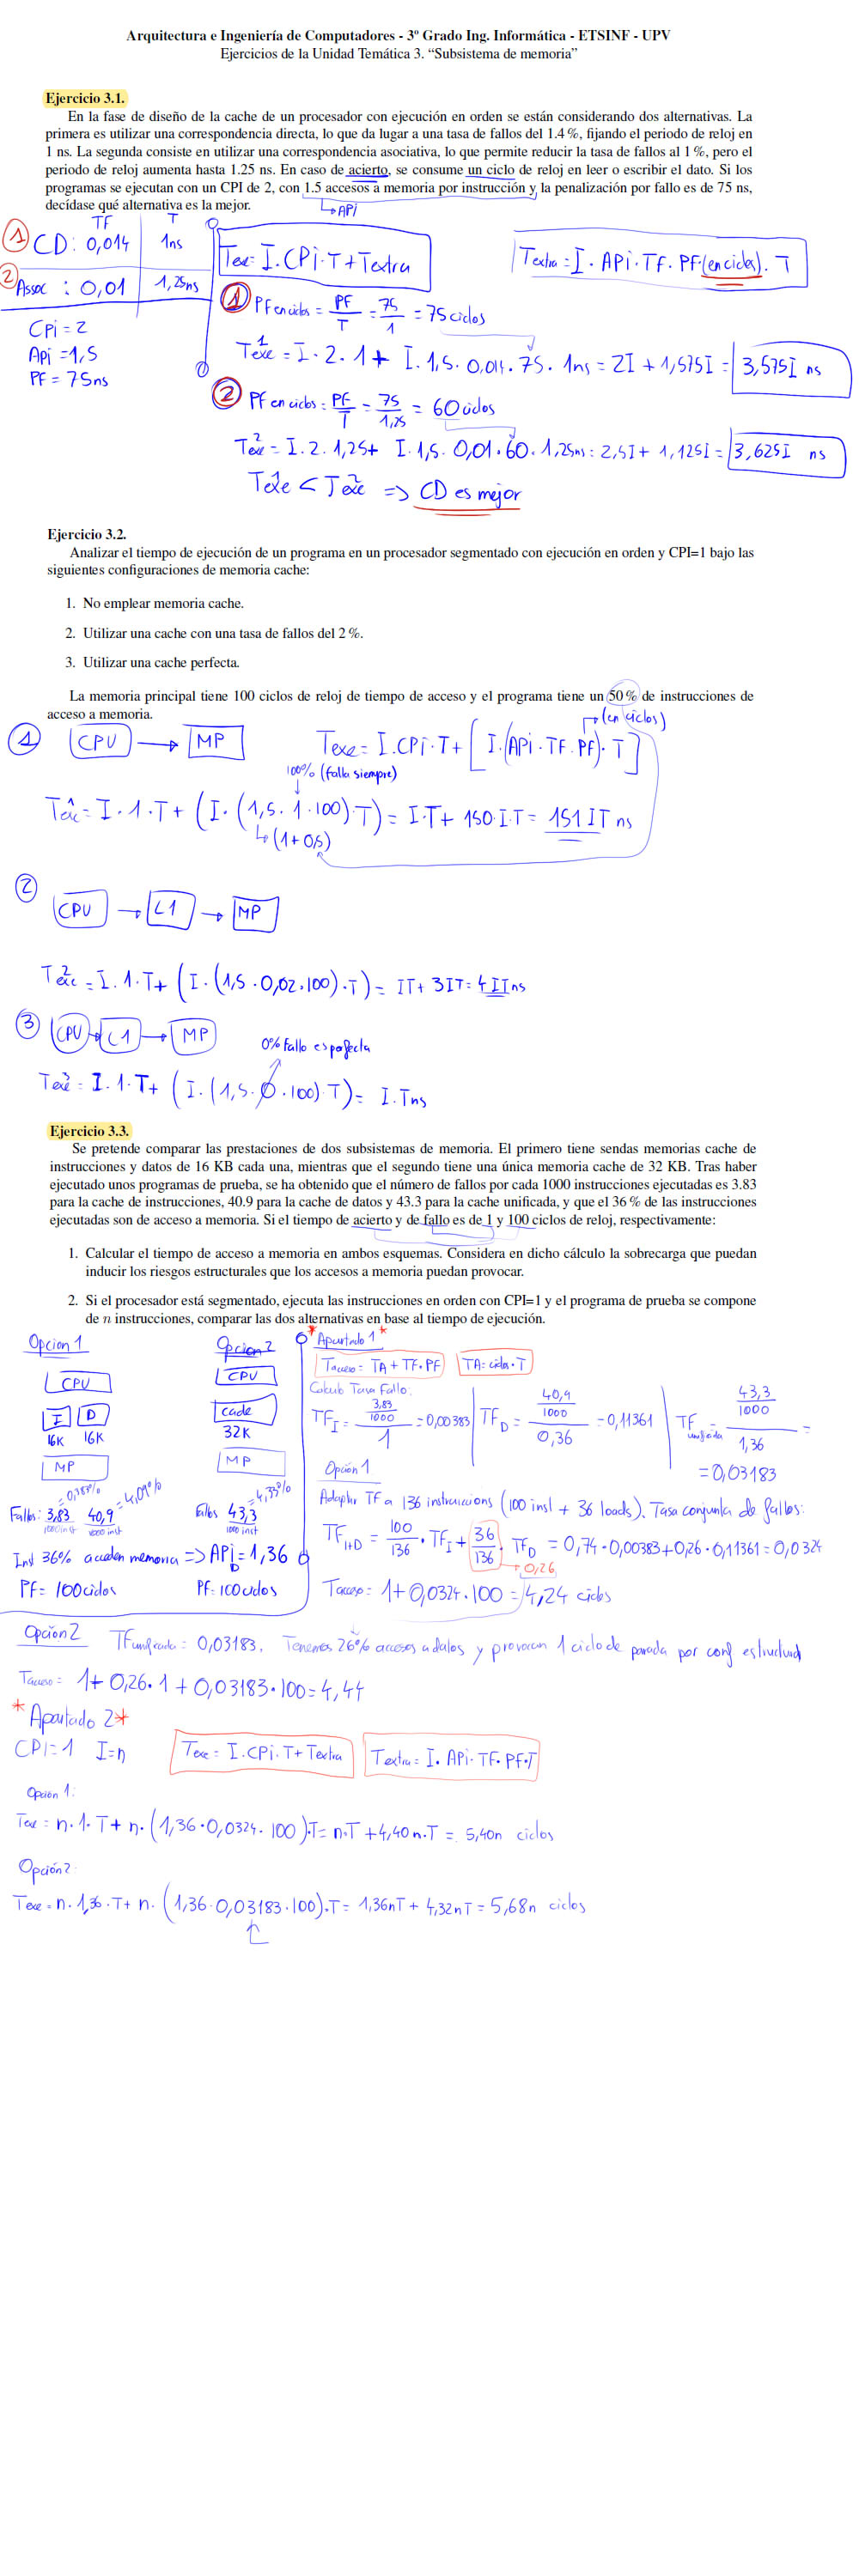 Arquitectura e Ingeniería de Computadores - 3º Grado Ing. Informática - ETSINF - UPV
Ejercicios de la Unidad Temática 3. “Subsistema de memoria”
Ejercicio 3.1.
En la fase de diseño de la cache de un procesador con ejecución en orden se están considerando dos alternativas. La
primera es utilizar una correspondencia directa, lo que da lugar a una tasa de fallos del 1.4 %, fijando el periodo de reloj en
1 ns. La segunda consiste en utilizar una correspondencia asociativa, lo que permite reducir la tasa de fallos al 1 %, pero el
periodo de reloj aumenta hasta 1.25 ns. En caso de acierto, se consume un ciclo de reloj en leer o escribir el dato. Si los
programas se ejecutan con un CPI de 2, con 1.5 accesos a memoria por instrucción y la penalización por fallo es de 75 ns,
decídase qué alternativa es la mejor.
↳ APi
TF T
1 CD: 0,014 1ns
2 Assoc : 0,01 1,25ns
CPi = 2
Api = 1,5
PF = 75ns
Texe = I.CPi.T + Textra
Textra = I. APi. TF. PF(en ciclos). T
1 PF en ciclos = PF/T = 75/1 = 75 ciclos
Texe¹ = I.2.1 + I.1,5.0,014.75.1ns = 2I + 1,575I = 3,575I ns
2 PF en ciclos = PF/T = 75/1,25 = 60 ciclos
Texe² = I.2.1,25 + I.1,5.0,01.60.1,25ns = 2,5I + 1,125I = 3,625I ns
Texe¹ < Texe² => CD es mejor
Ejercicio 3.2.
Analizar el tiempo de ejecución de un programa en un procesador segmentado con ejecución en orden y CPI=1 bajo las
siguientes configuraciones de memoria cache:
1. No emplear memoria cache.
2. Utilizar una cache con una tasa de fallos del 2 %.
3. Utilizar una cache perfecta.
La memoria principal tiene 100 ciclos de reloj de tiempo de acceso y el programa tiene un 50 % de instrucciones de
acceso a memoria.
(en ciclos)
1 CPU → MP
Texe = I.CPi.T + [I.(APi.TF.PF).T]
100% (falla siempre)
Texe¹ = I.1.T + (I.(1,5.1.100).T) = I.T + 150.I.T = 151 IT ns
↳ (1+0,5)
2 CPU → L1 → MP
Texe² = I.1.T + (I.(1,5.0,02.100).T) = IT + 3IT = 4IT ns
3 CPU → L1 → MP
0% fallo es perfecta
Texe³ = I.1.T + (I.(1,5.0.100).T) = I.T ns
Ejercicio 3.3.
Se pretende comparar las prestaciones de dos subsistemas de memoria. El primero tiene sendas memorias cache de
instrucciones y datos de 16 KB cada una, mientras que el segundo tiene una única memoria cache de 32 KB. Tras haber
ejecutado unos programas de prueba, se ha obtenido que el número de fallos por cada 1000 instrucciones ejecutadas es 3.83
para la cache de instrucciones, 40.9 para la cache de datos y 43.3 para la cache unificada, y que el 36 % de las instrucciones
ejecutadas son de acceso a memoria. Si el tiempo de acierto y de fallo es de 1 y 100 ciclos de reloj, respectivamente:
1. Calcular el tiempo de acceso a memoria en ambos esquemas. Considera en dicho cálculo la sobrecarga que puedan
inducir los riesgos estructurales que los accesos a memoria puedan provocar.
2. Si el procesador está segmentado, ejecuta las instrucciones en orden con CPI=1 y el programa de prueba se compone
de n instrucciones, comparar las dos alternativas en base al tiempo de ejecución.
Opcion 1
CPU
I D
16K 16K
MP
Fallos: 3,83/1000 inst = 0,383% 40,9/1000 inst = 4,09%
Opcion 2
CPU
cache
32K
MP
fallos 43,3/1000 inst = 4,33%
Inst 36% acceden memoria => APi = 1,36
D
PF = 100 ciclos PF = 100 ciclos
* Apartado 1 *
Tacceso = TA + TF.PF TA = ciclos.T
Calculo Tasa Fallo:
TF I = (3,83/1000)/1 = 0,00383 TF D = (40,9/1000)/0,36 = 0,11361 TF unificada = (43,3/1000)/1,36 =
= 0,03183
Opción 1
Adaptar TF a 136 instruccions (100 inst + 36 loads). Tasa conjunta de fallos:
TF I+D = 100/136 . TF I + 36/136 . TF D = 0,74.0,00383 + 0,26.0,11361 = 0,0324
→ 0,26
Tacceso = 1 + 0,0324.100 = 4,24 ciclos
Opción 2 TFunificada = 0,03183. Tenemos 26% accesos a datos y provocan 1 ciclo de parada por conf estructural
Tacceso = 1 + 0,26.1 + 0,03183.100 = 4,44
* Apartado 2 *
CPI = 1 I = n Texe = I.CPi.T + Textra Textra = I. APi. TF. PF.T
Opción 1:
Texe = n.1.T + n.(1,36.0,0324.100).T = n.T + 4,40n.T = 5,40n ciclos
Opción 2:
Texe = n.1,36.T + n.(1,36.0,03183.100).T = 1,36nT + 4,32nT = 5,68n ciclos